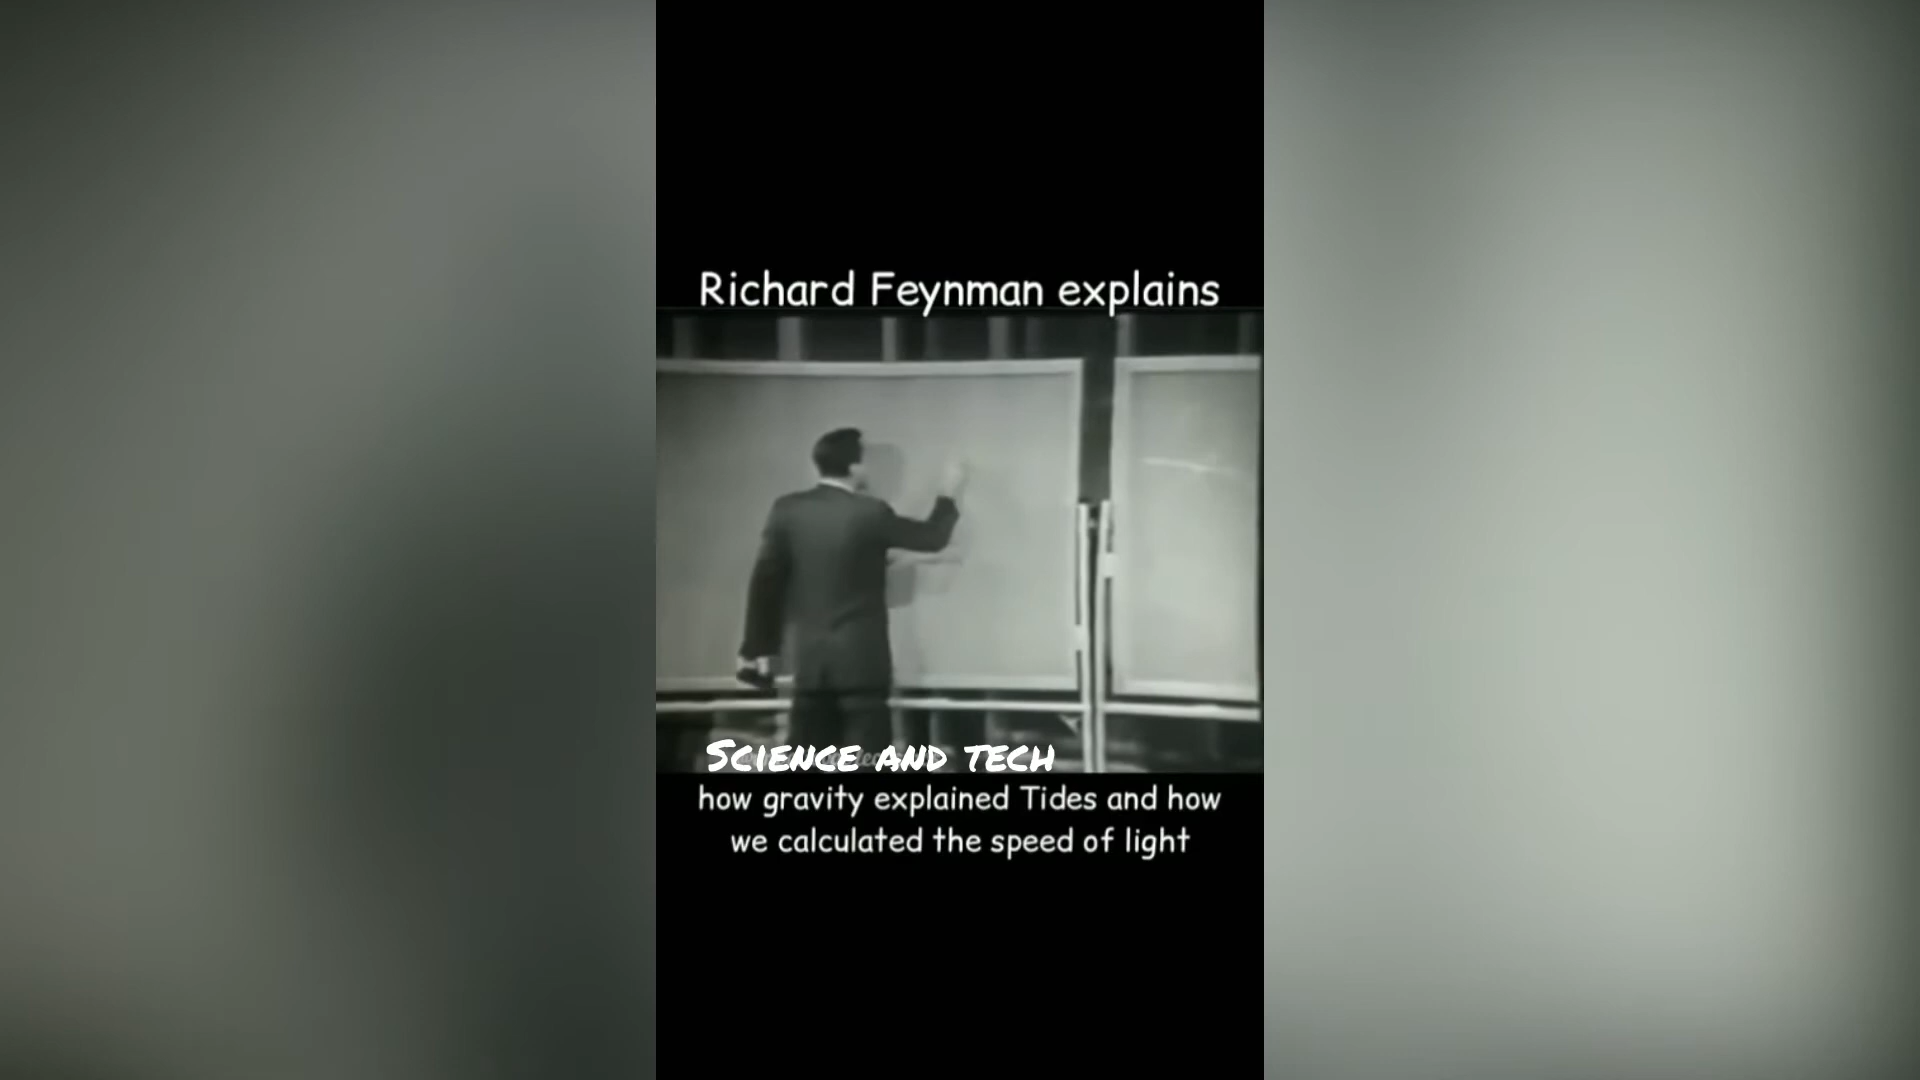 Richard Feynman explains
Science and tech
how gravity explained Tides and how
we calculated the speed of light